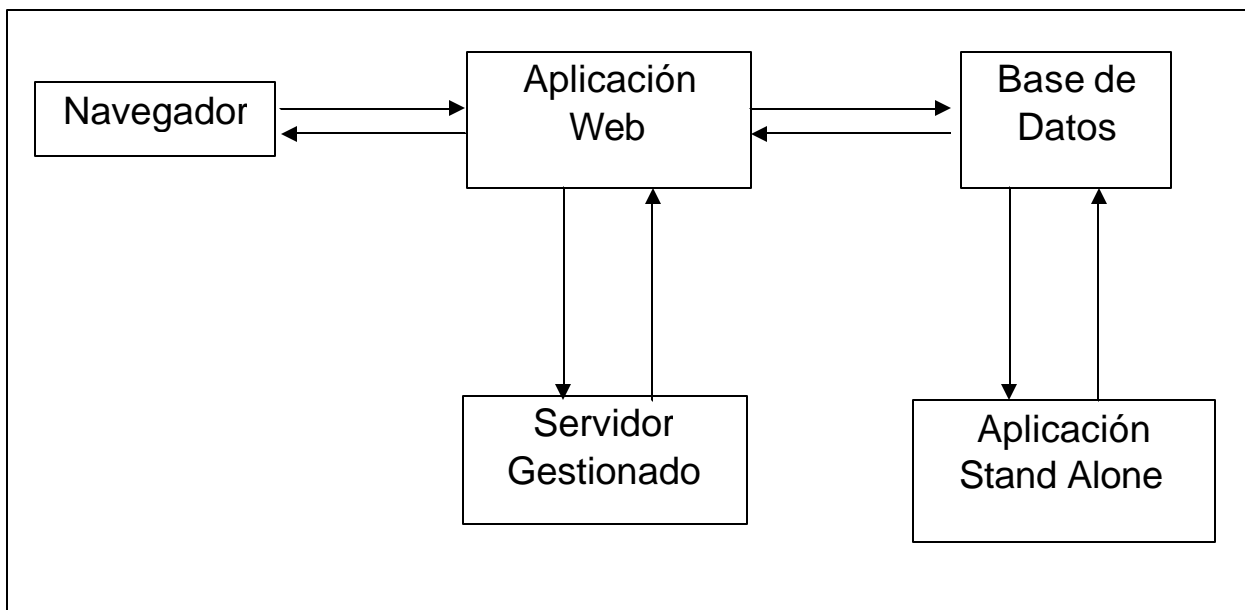 Navegador
Aplicación
Web
Base de
Datos
Servidor
Gestionado
Aplicación
Stand Alone